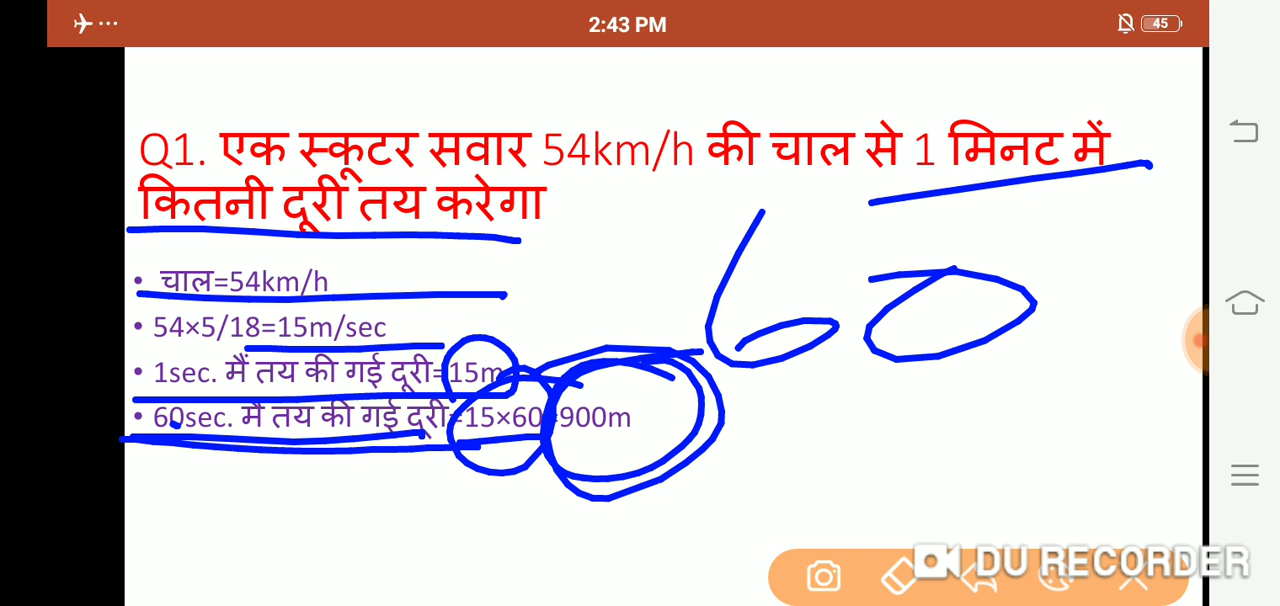 2:43 PM
45
Q1. एक स्कूटर सवार 54km/h की चाल से 1 मिनट में
कितनी दूरी तय करेगा
• चाल=54km/h
• 54×5/18=15m/sec
• 1sec. मैं तय की गई दूरी=15m
• 60sec. मैं तय की गई दूरी=15×60=900m
60
DU RECORDER